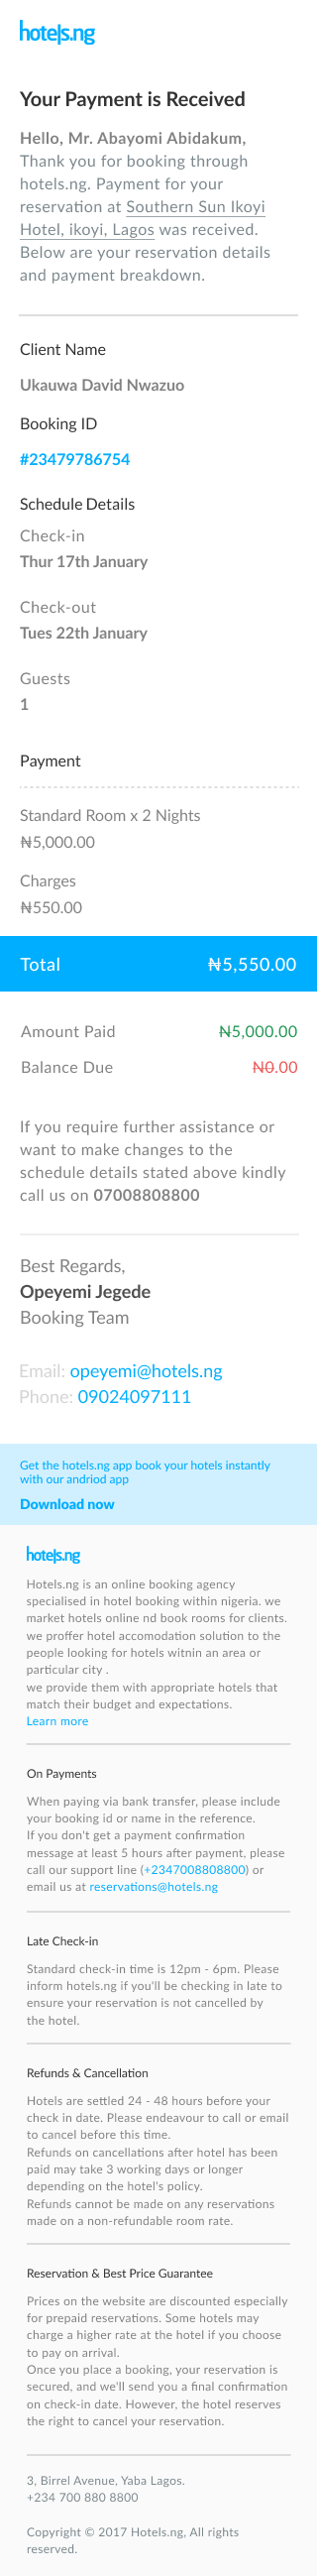 hotels.ng
Your Payment is Received
Hello, Mr. Abayomi Abidakum,
Thank you for booking through
hotels.ng. Payment for your
reservation at Southern Sun Ikoyi
Hotel, ikoyi, Lagos was received.
Below are your reservation details
and payment breakdown.
Client Name
Ukauwa David Nwazuo
Booking ID
#23479786754
Schedule Details
Check-in
Thur 17th January
Check-out
Tues 22th January
Guests
1
Payment
Standard Room x 2 Nights
₦5,000.00
Charges
₦550.00
Total ₦5,550.00
Amount Paid ₦5,000.00
Balance Due ₦0.00
If you require further assistance or
want to make changes to the
schedule details stated above kindly
call us on 07008808800
Best Regards,
Opeyemi Jegede
Booking Team
Email: opeyemi@hotels.ng
Phone: 09024097111
Get the hotels.ng app book your hotels instantly
with our andriod app
Download now
hotels.ng
Hotels.ng is an online booking agency
specialised in hotel booking within nigeria. we
market hotels online nd book rooms for clients.
we proffer hotel accomodation solution to the
people looking for hotels witnin an area or
particular city .
we provide them with appropriate hotels that
match their budget and expectations.
Learn more
On Payments
When paying via bank transfer, please include
your booking id or name in the reference.
If you don't get a payment confirmation
message at least 5 hours after payment, please
call our support line (+2347008808800) or
email us at reservations@hotels.ng
Late Check-in
Standard check-in time is 12pm - 6pm. Please
inform hotels.ng if you'll be checking in late to
ensure your reservation is not cancelled by
the hotel.
Refunds & Cancellation
Hotels are settled 24 - 48 hours before your
check in date. Please endeavour to call or email
to cancel before this time.
Refunds on cancellations after hotel has been
paid may take 3 working days or longer
depending on the hotel's policy.
Refunds cannot be made on any reservations
made on a non-refundable room rate.
Reservation & Best Price Guarantee
Prices on the website are discounted especially
for prepaid reservations. Some hotels may
charge a higher rate at the hotel if you choose
to pay on arrival.
Once you place a booking, your reservation is
secured, and we'll send you a final confirmation
on check-in date. However, the hotel reserves
the right to cancel your reservation.
3, Birrel Avenue, Yaba Lagos.
+234 700 880 8800
Copyright © 2017 Hotels.ng, All rights
reserved.